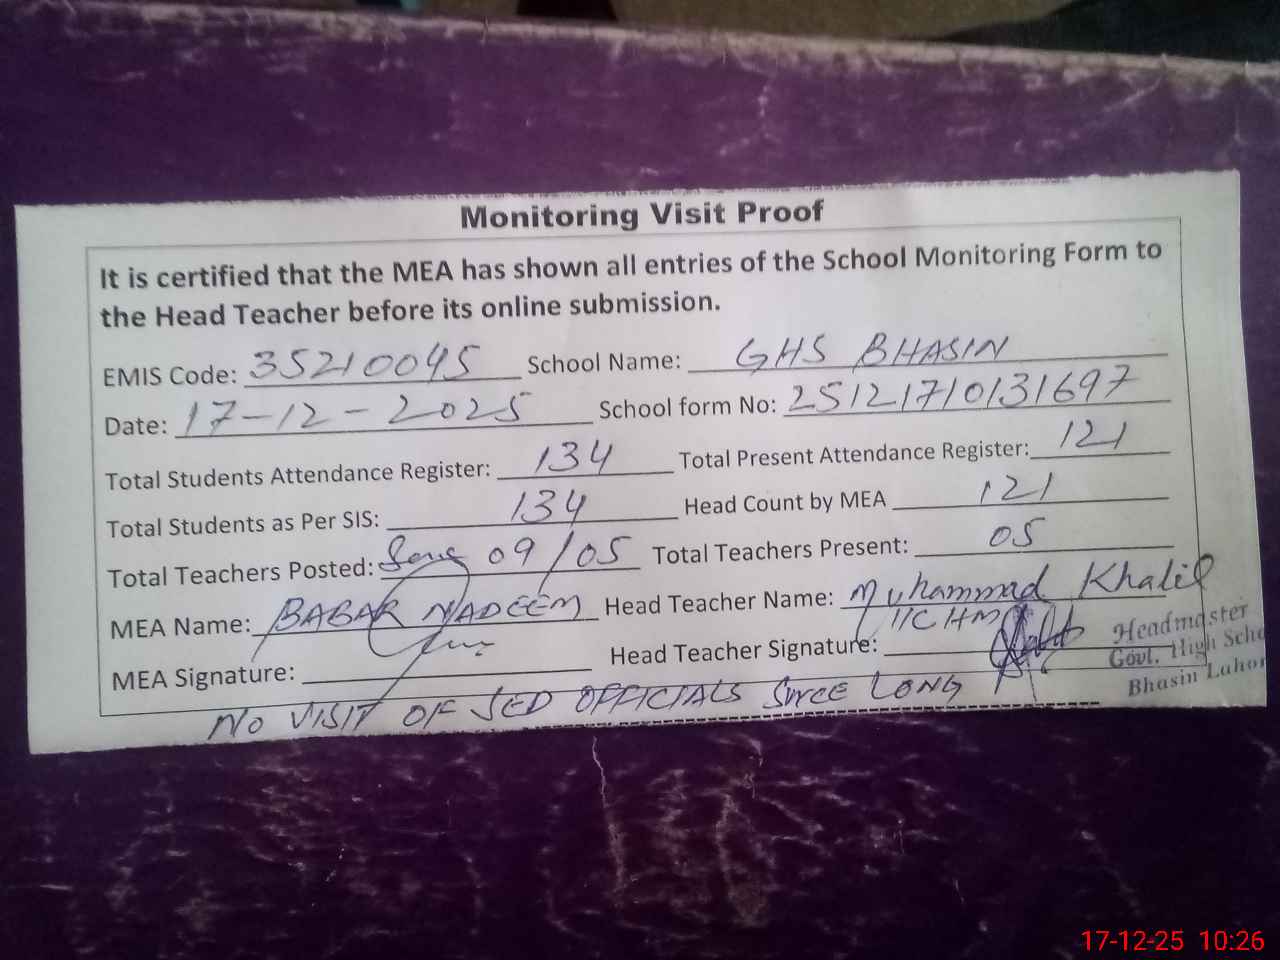 Monitoring Visit Proof
It is certified that the MEA has shown all entries of the School Monitoring Form to
the Head Teacher before its online submission.
EMIS Code: 35210045 School Name: GHS BHASIN
Date: 17-12-2025 School form No: 25121710131697
Total Students Attendance Register: 134 Total Present Attendance Register: 121
Total Students as Per SIS: 134 Head Count by MEA 121
Total Teachers Posted: 09/05 Total Teachers Present: 05
MEA Name: BABAR NADEEM Head Teacher Name: Muhammad Khalil
I/C HM
MEA Signature: Head Teacher Signature:
Headmaster
Govt. High Scho
Bhasin Lahor
NO VISIT OF SED OFFICIALS SINCE LONG
17-12-25 10:26